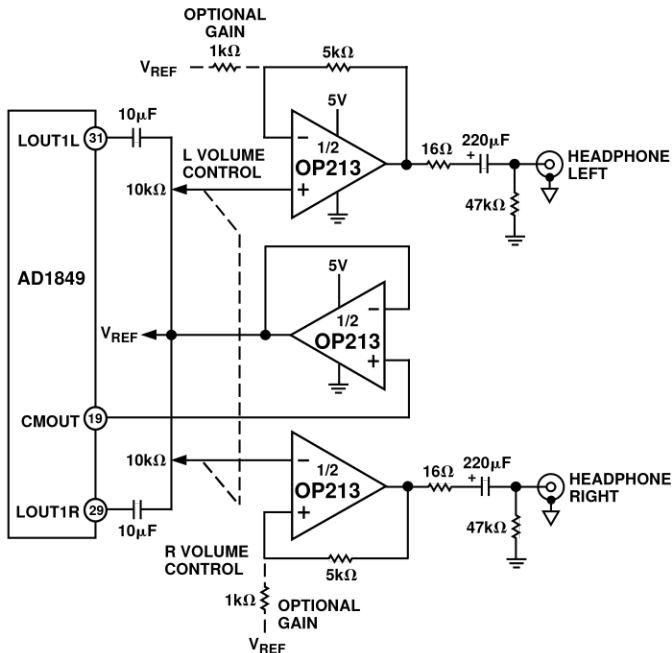 OPTIONAL
GAIN
1kΩ
VREF
5kΩ
5V
10µF
LOUT1L
31
L VOLUME
CONTROL
–
1/2
OP213
+
16Ω
220µF
+
HEADPHONE
LEFT
10kΩ
47kΩ
AD1849
5V
–
1/2
OP213
+
VREF
CMOUT
19
10kΩ
–
1/2
OP213
+
16Ω
220µF
+
HEADPHONE
RIGHT
LOUT1R
29
10µF
47kΩ
R VOLUME
CONTROL
5kΩ
1kΩ
OPTIONAL
GAIN
VREF